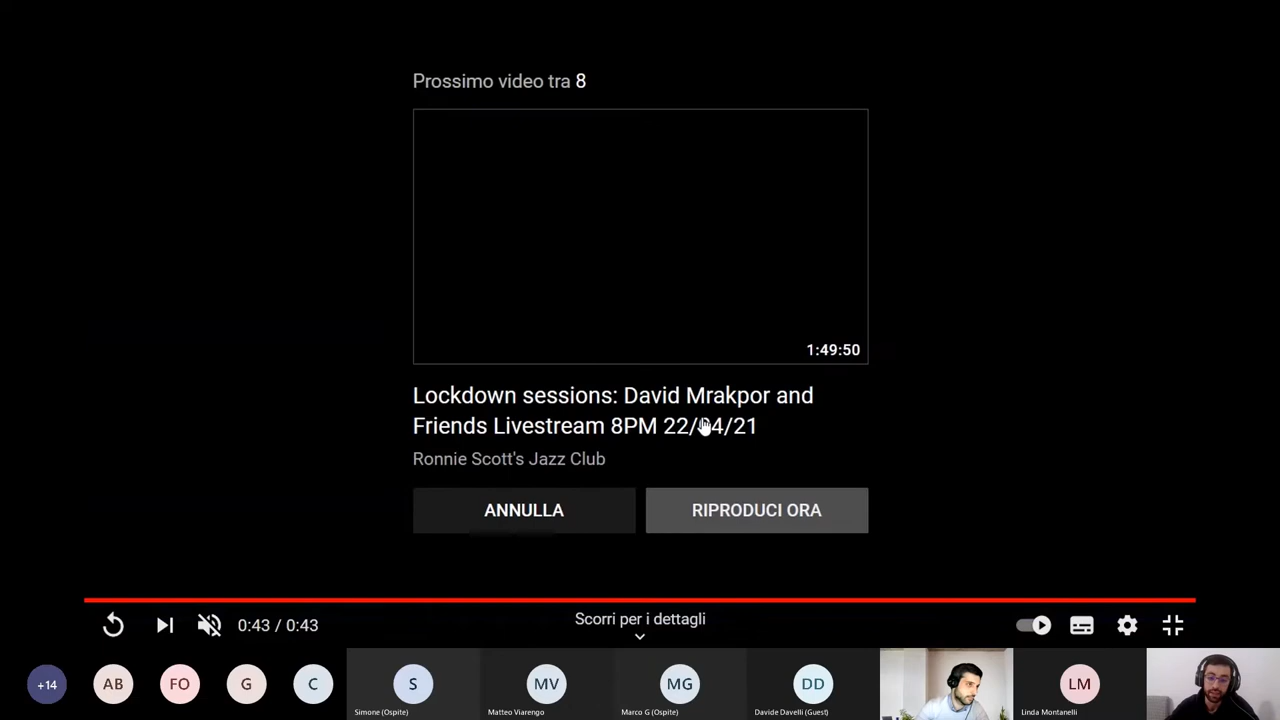 Prossimo video tra 8
1:49:50
Lockdown sessions: David Mrakpor and
Friends Livestream 8PM 22/04/21
Ronnie Scott's Jazz Club
ANNULLA
RIPRODUCI ORA
0:43 / 0:43
Scorri per i dettagli
+14
AB
FO
G
C
S
MV
MG
DD
LM
Simone (Ospite)
Matteo Viarengo
Marco G (Ospite)
Davide Davelli (Guest)
Linda Montanelli